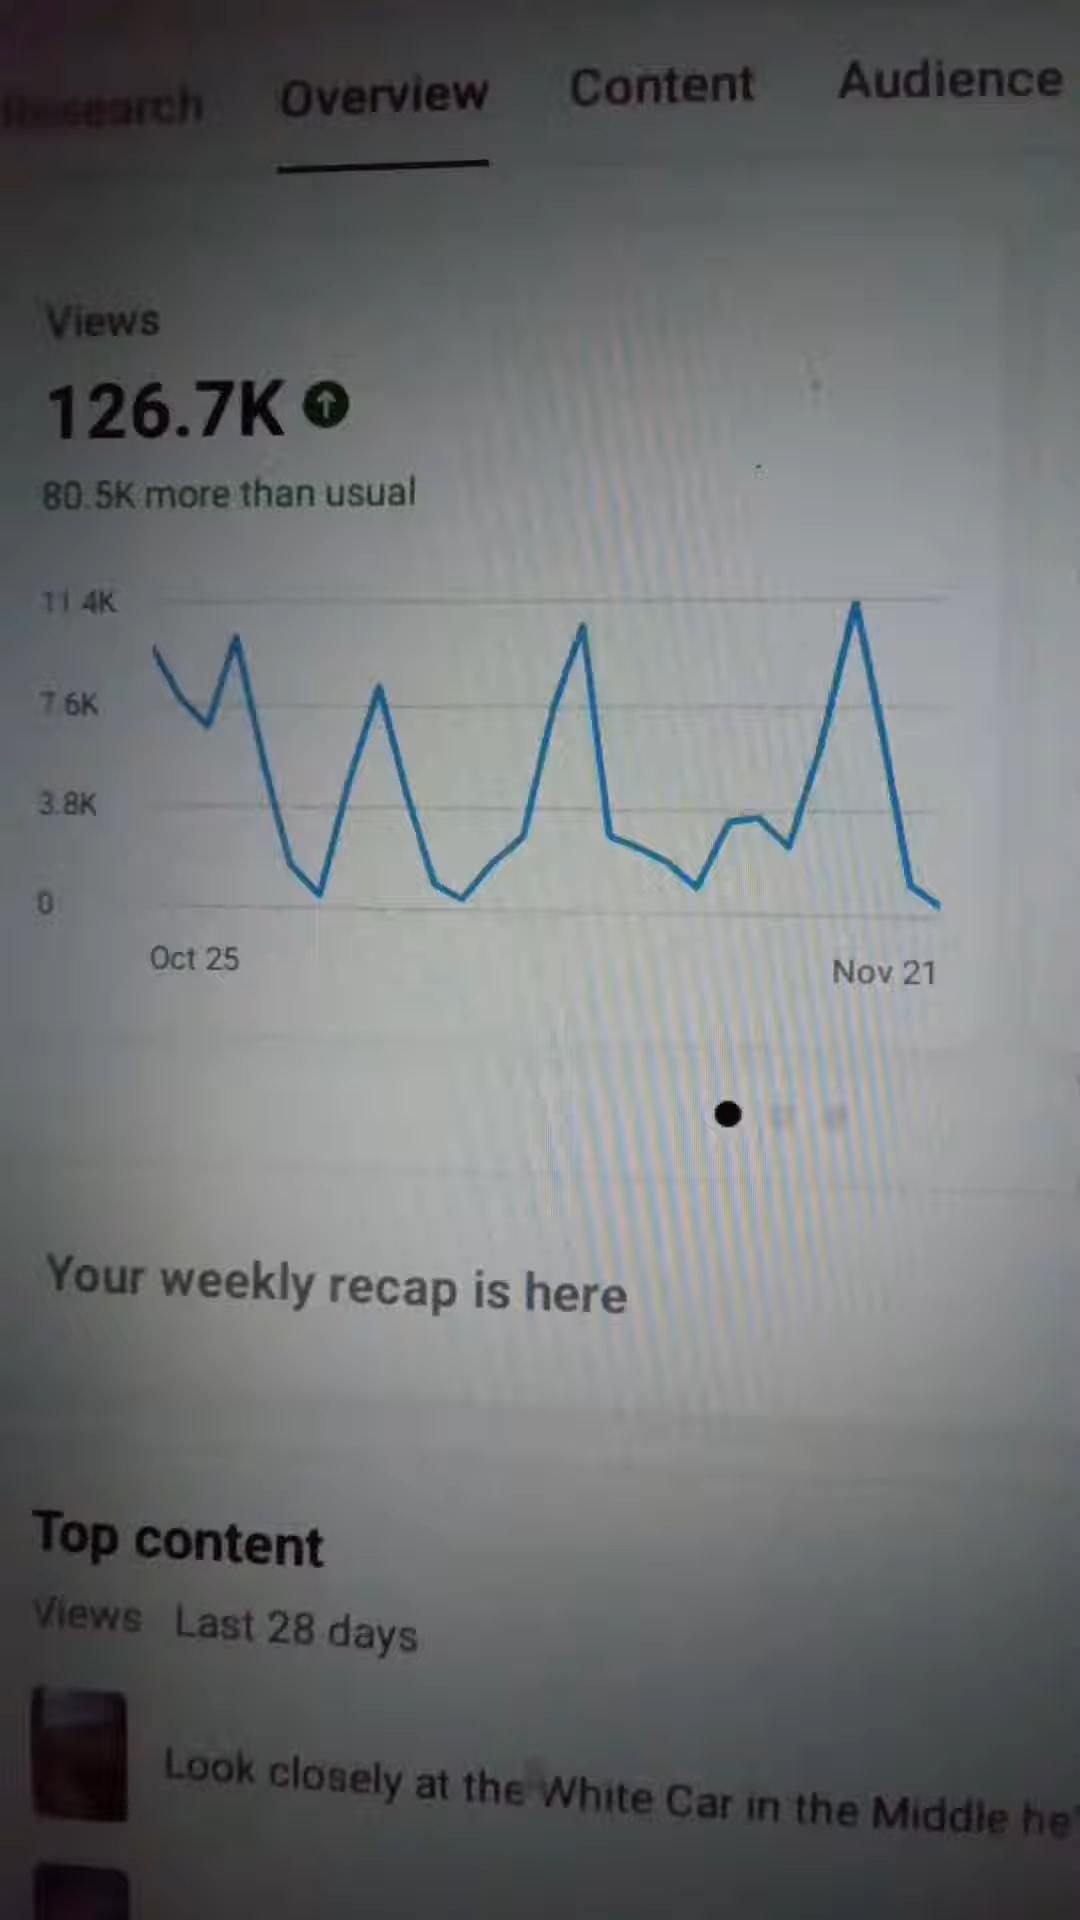 Research Overview Content Audience
Views
126.7K
80.5K more than usual
11.4K
7.6K
3.8K
0
Oct 25 Nov 21
Your weekly recap is here
Top content
Views Last 28 days
Look closely at the White Car in the Middle he'